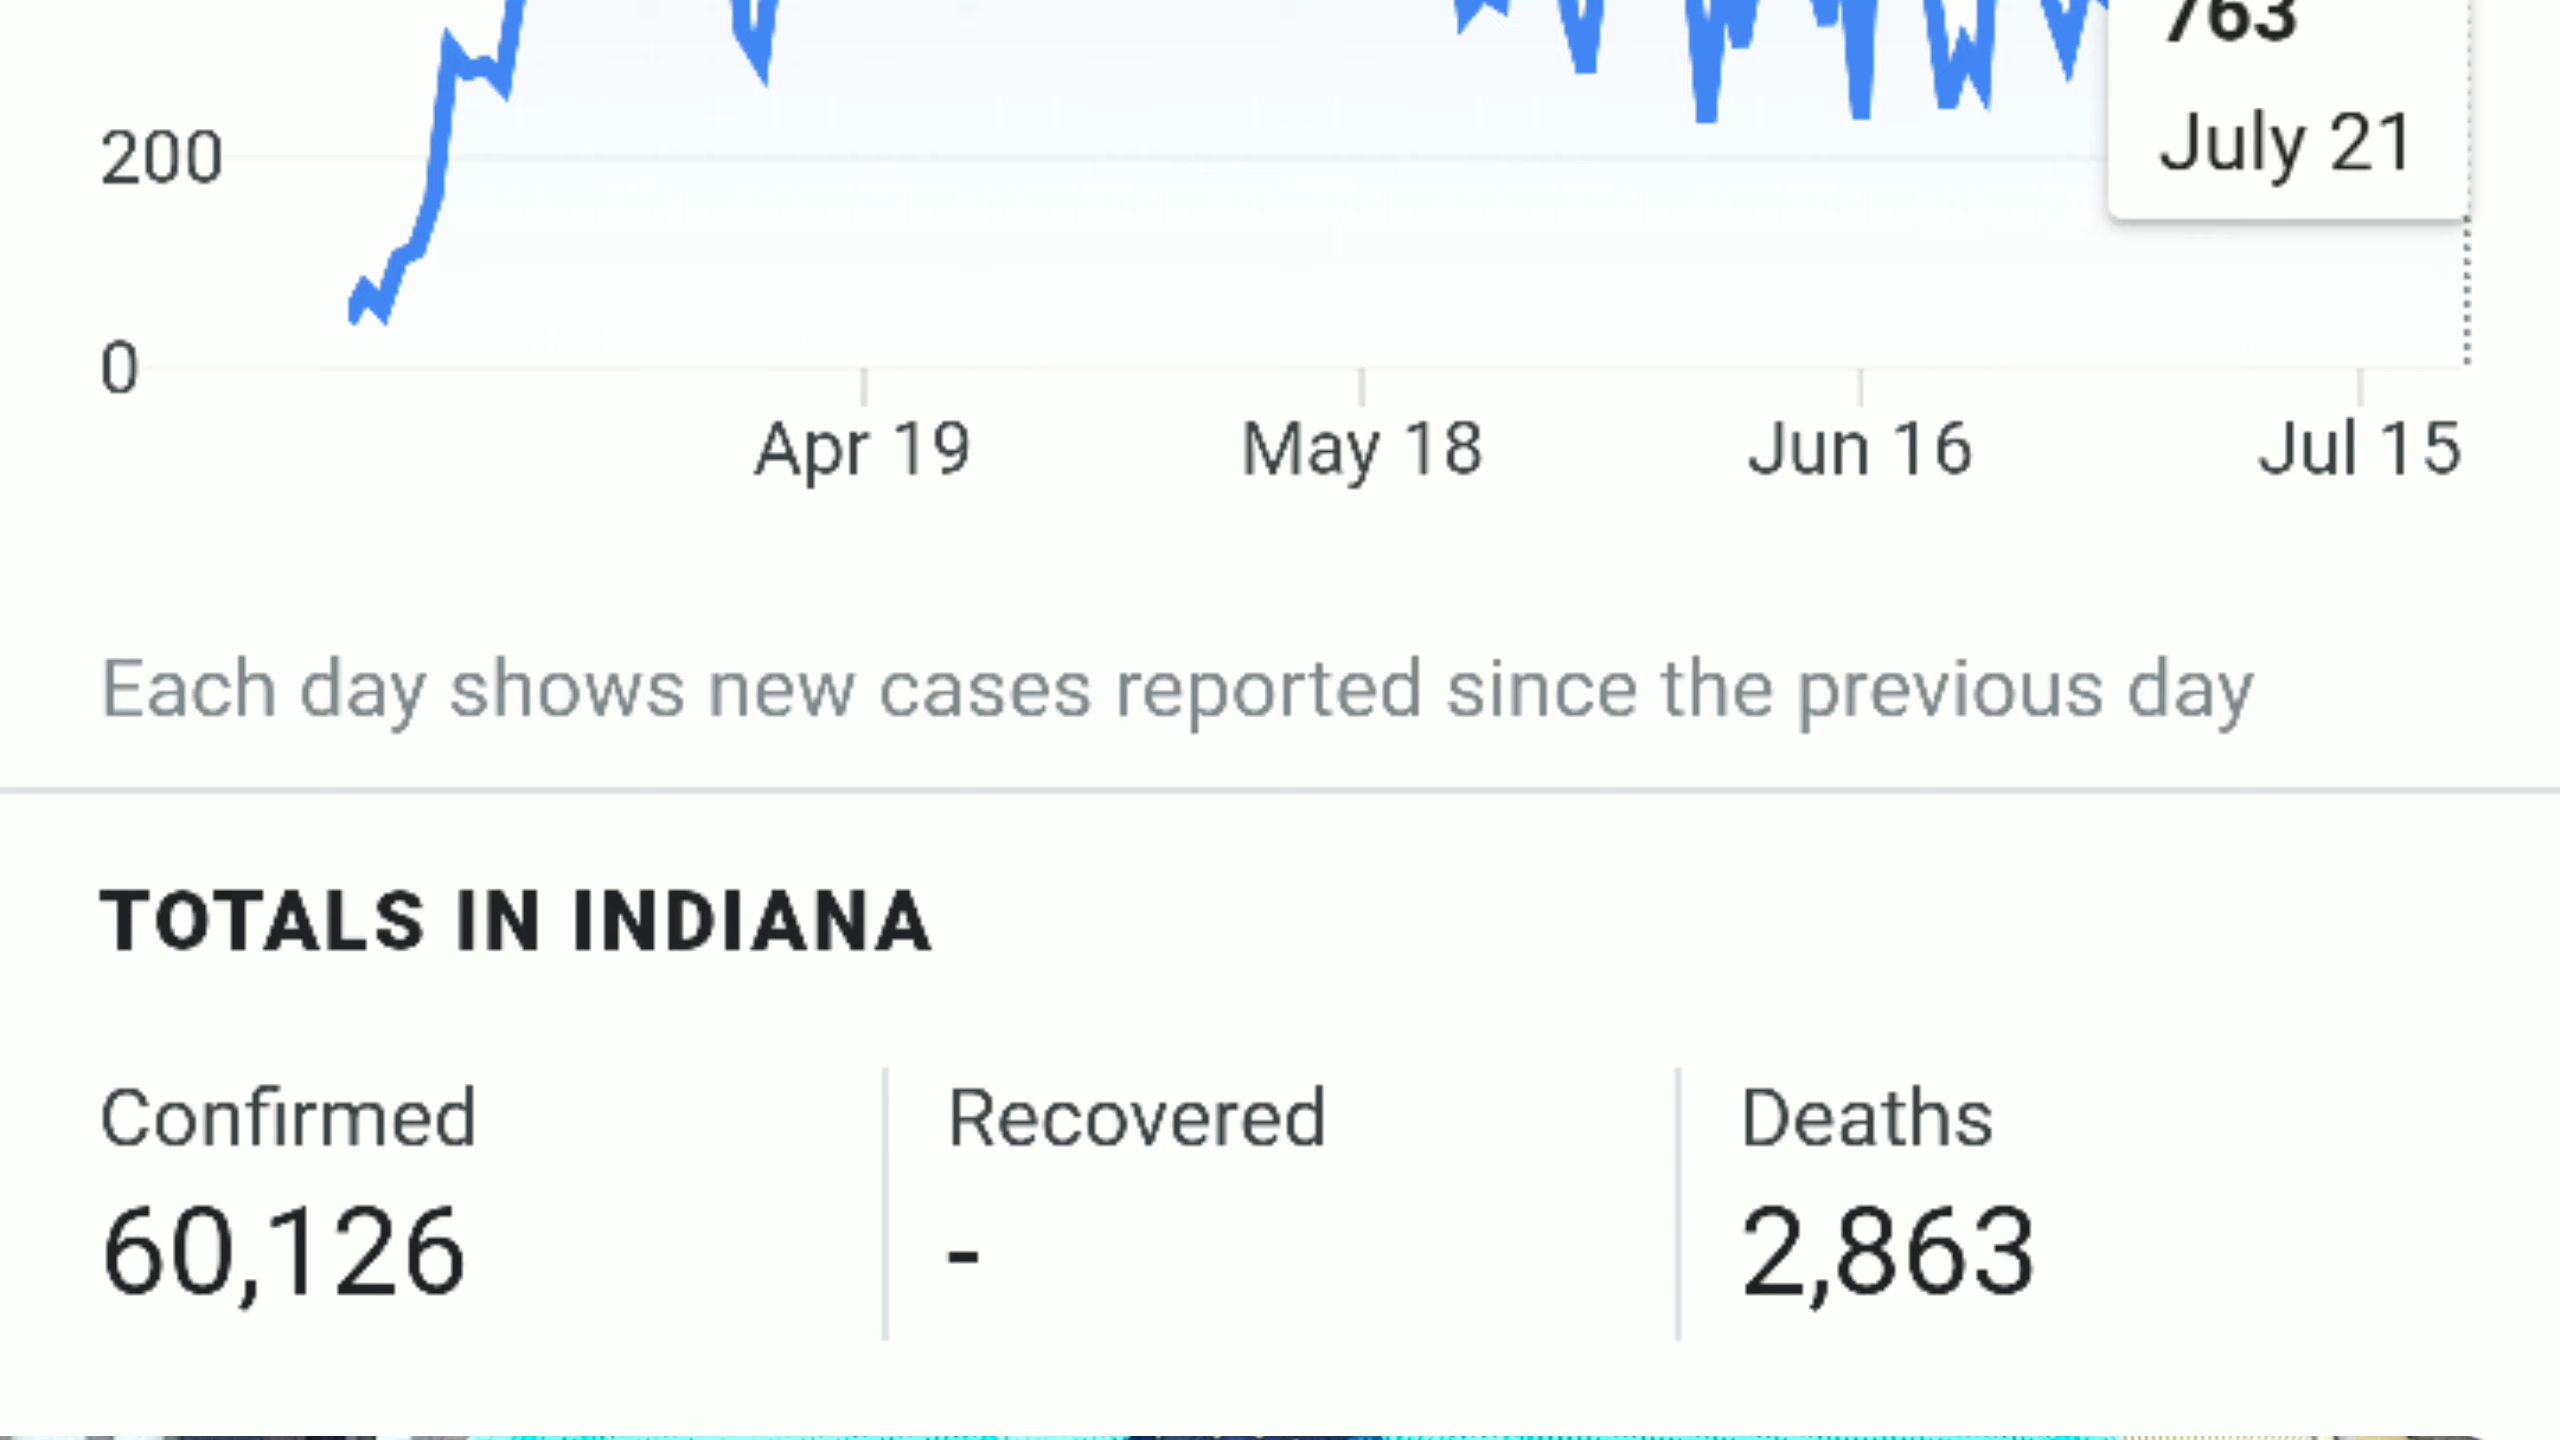 763
July 21
200
0
Apr 19 May 18 Jun 16 Jul 15
Each day shows new cases reported since the previous day
TOTALS IN INDIANA
Confirmed Recovered Deaths
60,126 - 2,863